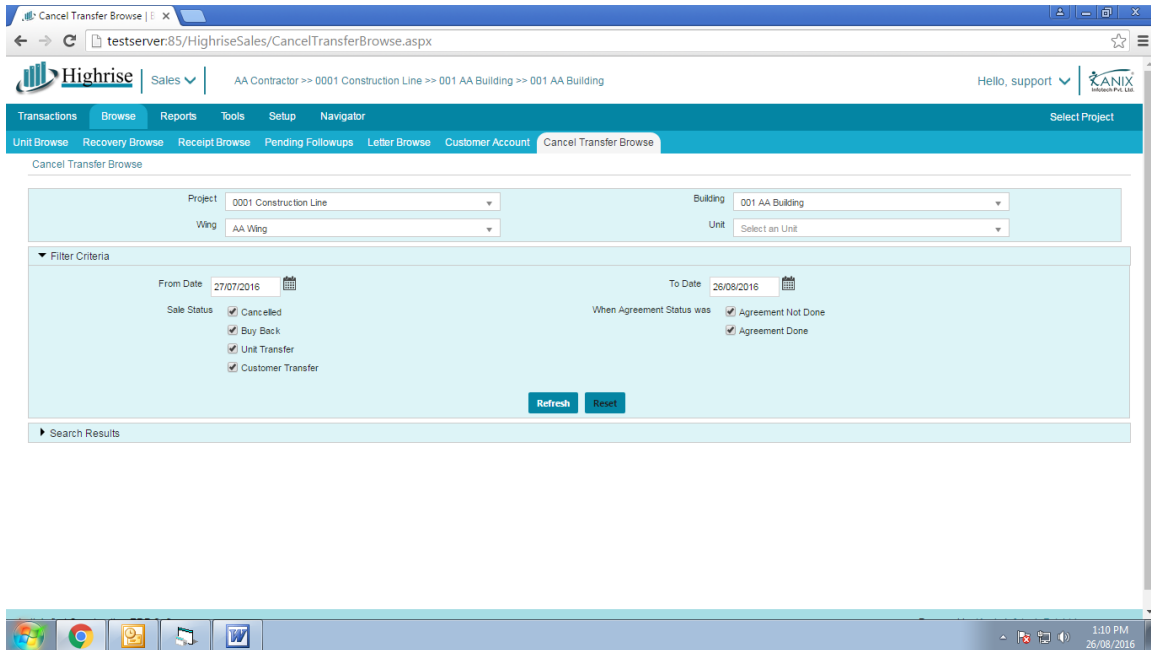 Cancel Transfer Browse | E
testserver:85/HighriseSales/CancelTransferBrowse.aspx
Highrise Sales AA Contractor >> 0001 Construction Line >> 001 AA Building >> 001 AA Building Hello, support KANIX
Infotech Pvt. Ltd.
Transactions Browse Reports Tools Setup Navigator Select Project
Unit Browse Recovery Browse Receipt Browse Pending Followups Letter Browse Customer Account Cancel Transfer Browse
Cancel Transfer Browse
Project 0001 Construction Line Building 001 AA Building
Wing AA Wing Unit Select an Unit
Filter Criteria
From Date 27/07/2016 To Date 26/08/2016
Sale Status Cancelled When Agreement Status was Agreement Not Done
Buy Back Agreement Done
Unit Transfer
Customer Transfer
Refresh Reset
Search Results
1:10 PM
26/08/2016